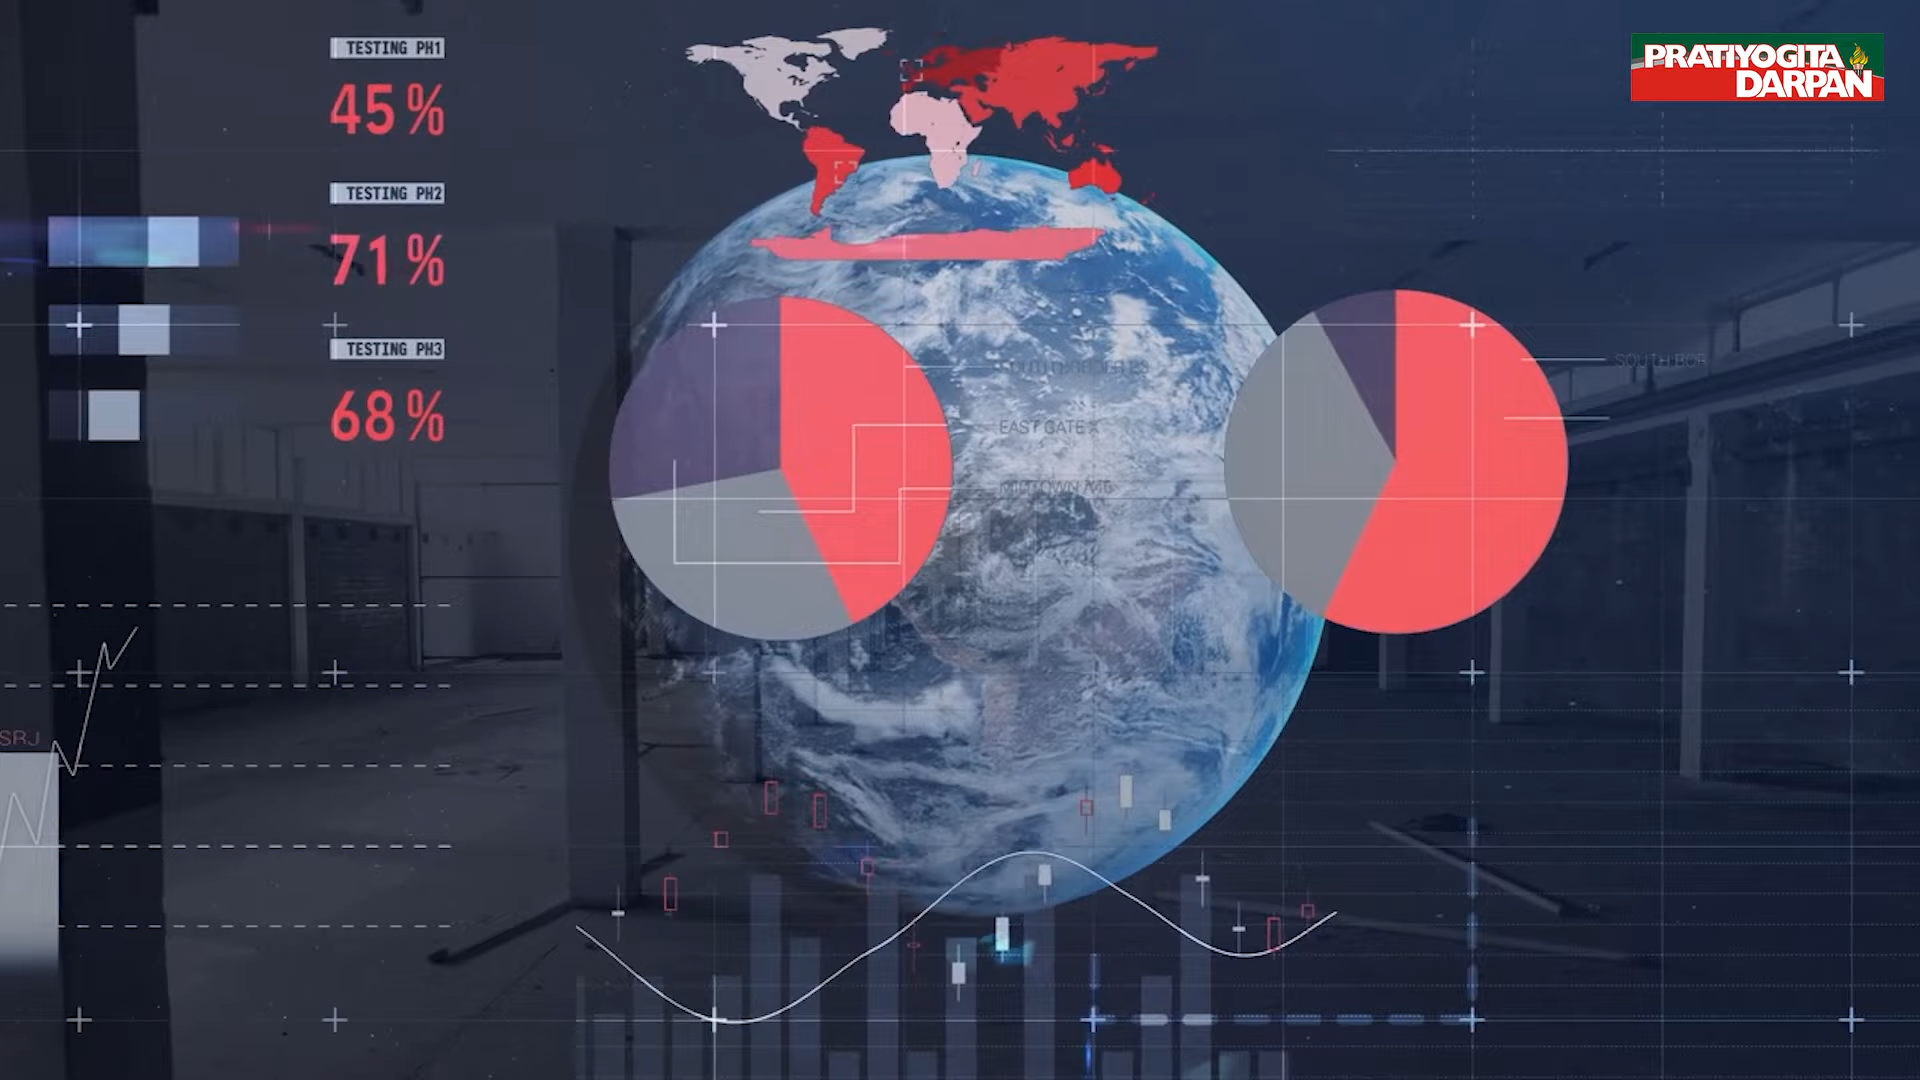 TESTING PH1
45%
TESTING PH2
71%
TESTING PH3
68%
PRATIYOGITA
DARPAN
EAST GATE X
SRJ